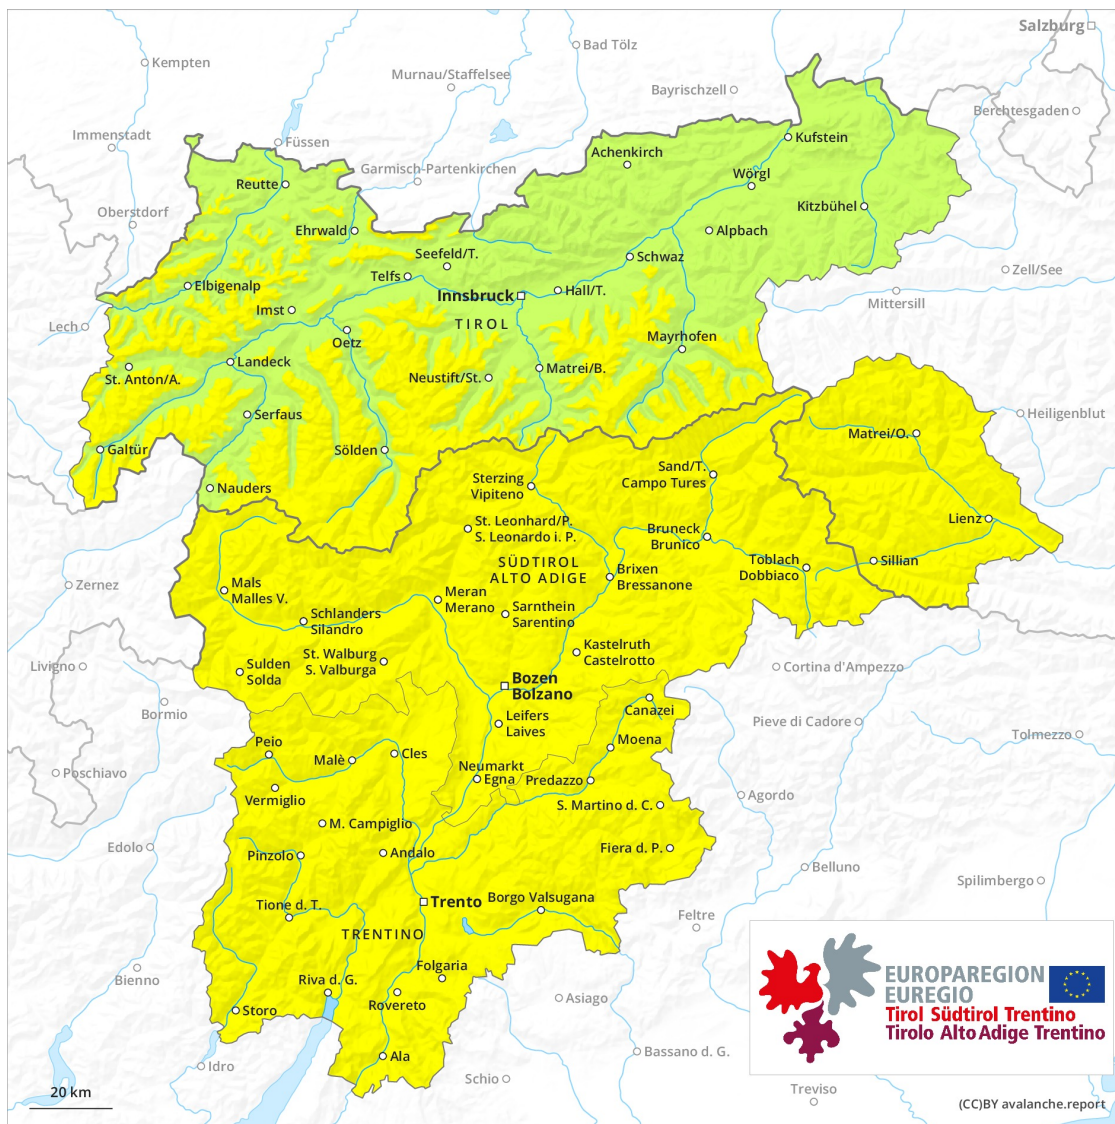 Salzburg
Kempten
Bad Tölz
Murnau/Staffelsee
Bayrischzell
Berchtesgaden
Immenstadt
Füssen
Kufstein
Achenkirch
Garmisch-Partenkirchen
Wörgl
Reutte
Oberstdorf
Kitzbühel
Ehrwald
Alpbach
Seefeld/T.
Schwaz
Zell/See
Telfs
Elbigenalp
Innsbruck
Hall/T.
Mittersill
Imst
Lech
TIROL
Oetz
Mayrhofen
Landeck
Matrei/B.
St. Anton/A.
Neustift/St.
Serfaus
Heiligenblut
Matrei/O.
Galtür
Sölden
Sand/T.
Campo Tures
Sterzing
Vipiteno
Nauders
Lienz
St. Leonhard/P.
S. Leonardo i. P.
Bruneck
Brunico
SÜDTIROL
ALTO ADIGE
Toblach
Dobbiaco
Sillian
Brixen
Bressanone
Zernez
Mals
Malles V.
Meran
Merano
Schlanders
Silandro
Sarnthein
Sarentino
Kastelruth
Castelrotto
St. Walburg
S. Valburga
Livigno
Sulden
Solda
Cortina d'Ampezzo
Bozen
Bolzano
Bormio
Canazei
Leifers
Laives
Pieve di Cadore
Tolmezzo
Peio
Moena
Malè
Cles
Poschiavo
Neumarkt
Egna
Predazzo
Vermiglio
S. Martino d. C.
Agordo
M. Campiglio
Edolo
Pinzolo
Andalo
Fiera d. P.
Belluno
Spilimbergo
Tione d. T.
Trento
Borgo Valsugana
Feltre
TRENTINO
Bienno
Folgaria
Riva d. G.
Rovereto
Asiago
Storo
Ala
Idro
Schio
Bassano d. G.
Treviso
EUROPAREGION
EUREGIO
Tirol Südtirol Trentino
Tirolo Alto Adige Trentino
20 km
(CC)BY avalanche.report